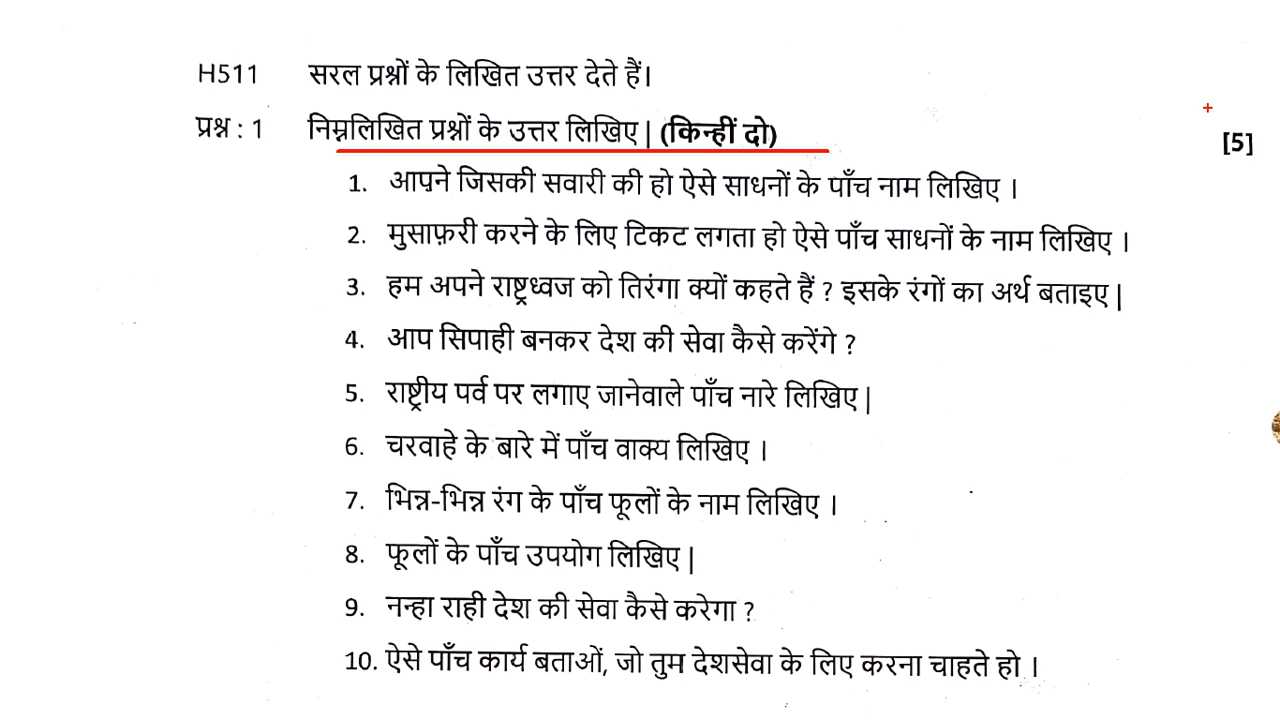 H511 सरल प्रश्नों के लिखित उत्तर देते हैं।
प्रश्न : 1 निम्नलिखित प्रश्नों के उत्तर लिखिए | (किन्हीं दो)
[5]
1. आपने जिसकी सवारी की हो ऐसे साधनों के पाँच नाम लिखिए ।
2. मुसाफ़री करने के लिए टिकट लगता हो ऐसे पाँच साधनों के नाम लिखिए ।
3. हम अपने राष्ट्रध्वज को तिरंगा क्यों कहते हैं ? इसके रंगों का अर्थ बताइए |
4. आप सिपाही बनकर देश की सेवा कैसे करेंगे ?
5. राष्ट्रीय पर्व पर लगाए जानेवाले पाँच नारे लिखिए |
6. चरवाहे के बारे में पाँच वाक्य लिखिए ।
7. भिन्न-भिन्न रंग के पाँच फूलों के नाम लिखिए ।
8. फूलों के पाँच उपयोग लिखिए |
9. नन्हा राही देश की सेवा कैसे करेगा ?
10. ऐसे पाँच कार्य बताओं, जो तुम देशसेवा के लिए करना चाहते हो ।